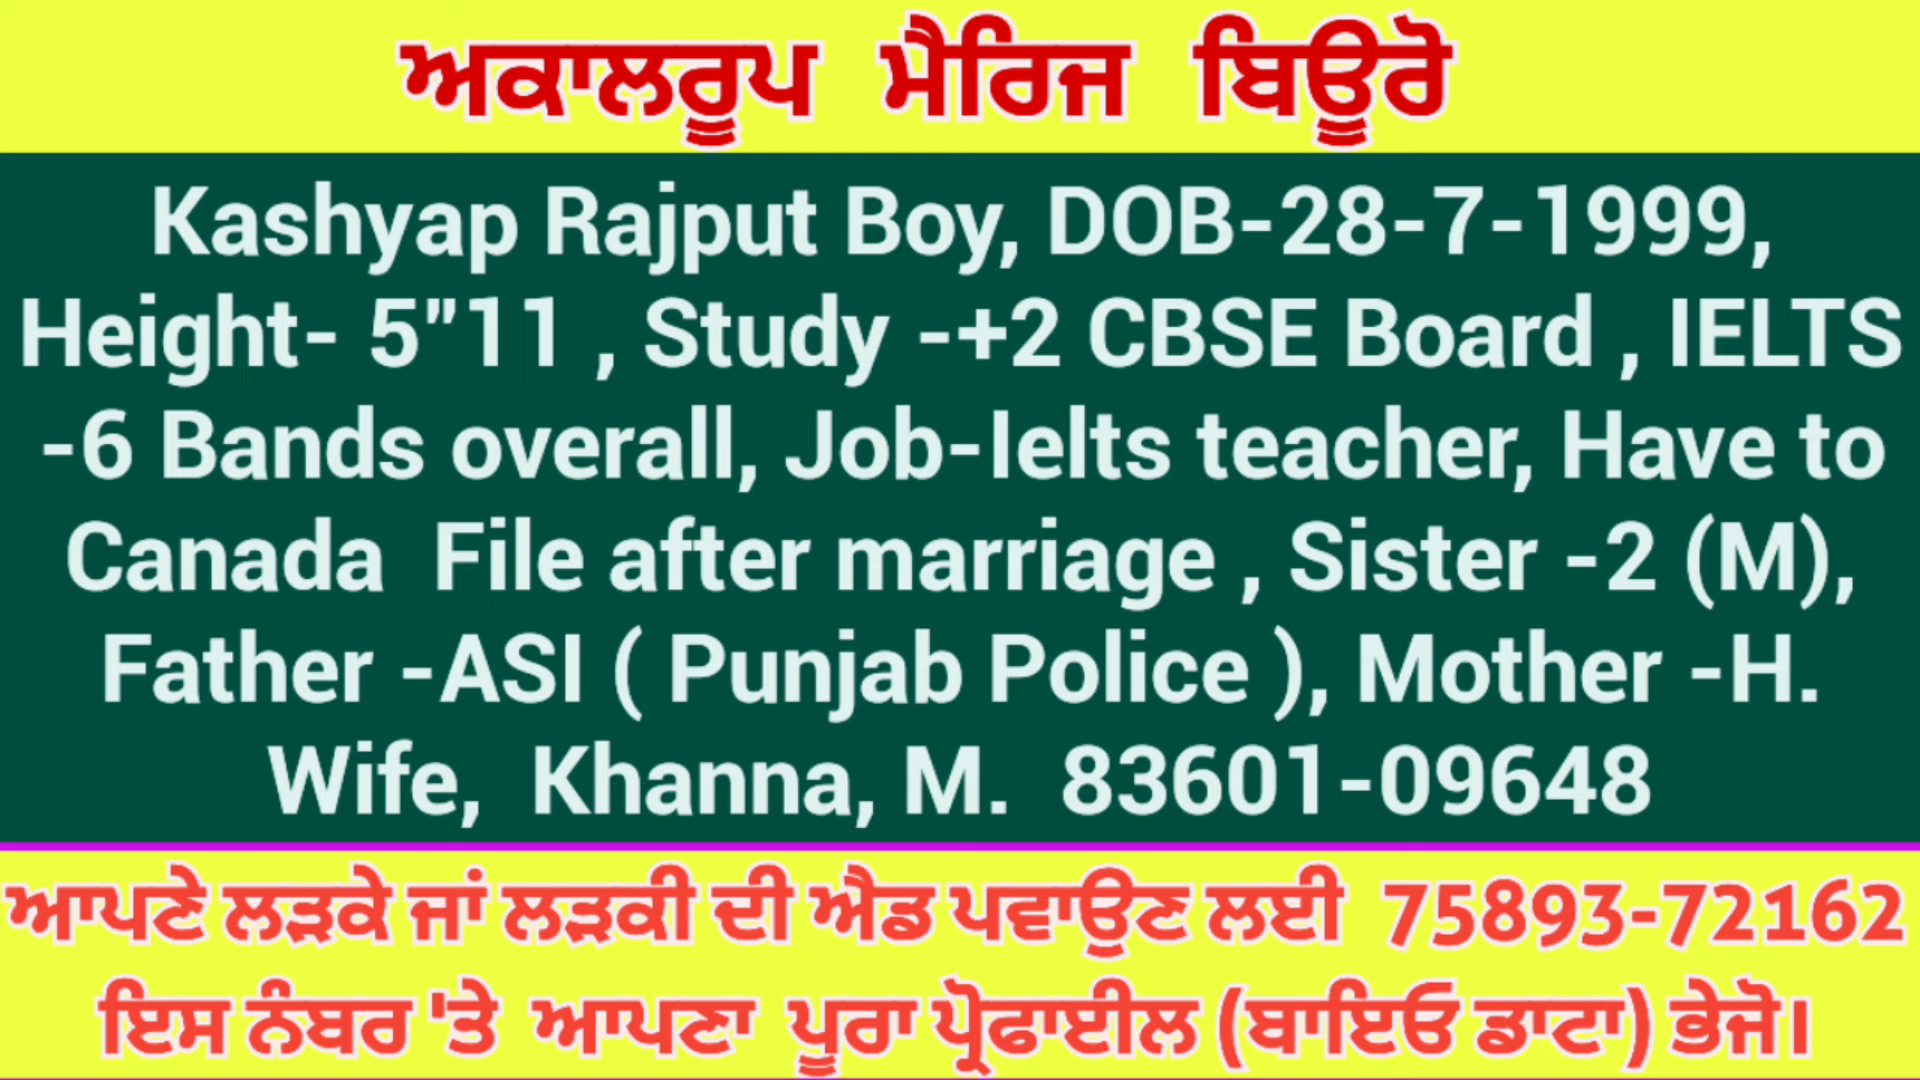 ਅਕਾਲਰੂਪ ਮੈਰਿਜ ਬਿਊਰੋ
Kashyap Rajput Boy, DOB-28-7-1999,
Height- 5"11 , Study -+2 CBSE Board , IELTS
-6 Bands overall, Job-Ielts teacher, Have to
Canada File after marriage , Sister -2 (M),
Father -ASI ( Punjab Police ), Mother -H.
Wife, Khanna, M. 83601-09648
ਆਪਣੇ ਲੜਕੇ ਜਾਂ ਲੜਕੀ ਦੀ ਐਡ ਪਵਾਉਣ ਲਈ 75893-72162
ਇਸ ਨੰਬਰ 'ਤੇ ਆਪਣਾ ਪੂਰਾ ਪ੍ਰੋਫਾਈਲ (ਬਾਇਓ ਡਾਟਾ) ਭੇਜੋ।